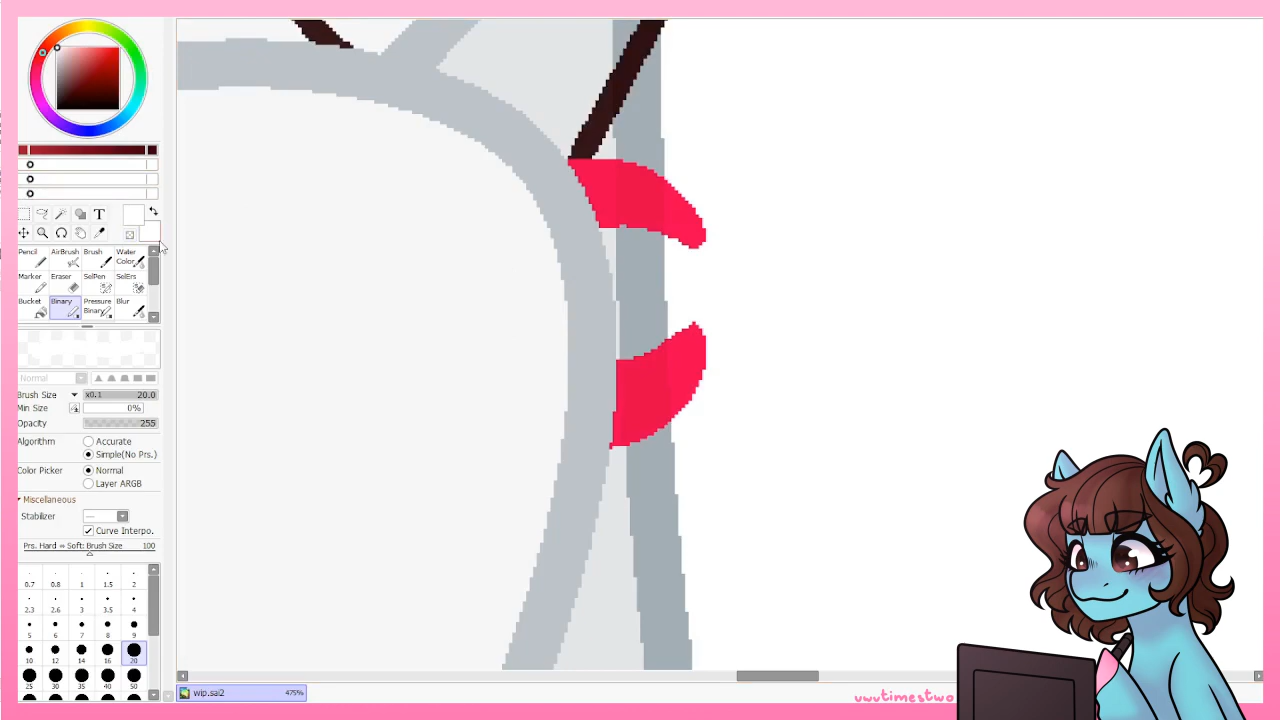 T
Pencil AirBrush Brush Water Color
Marker Eraser SelPen SelErs
Bucket Binary Pressure Binary Blur
Normal
Brush Size x0.1 20.0
Min Size 0%
Opacity 255
Algorithm Accurate
Simple(No Prs.)
Color Picker Normal
Layer ARGB
Miscellaneous
Stabilizer
Curve Interpo.
Prs. Hard ⇔ Soft: Brush Size 100
0.7 0.8 1 1.5 2
2.3 2.6 3 3.5 4
5 6 7 8 9
10 12 14 16 20
25 30 35 40 50
wip.sai2 475%
uwutimestwo